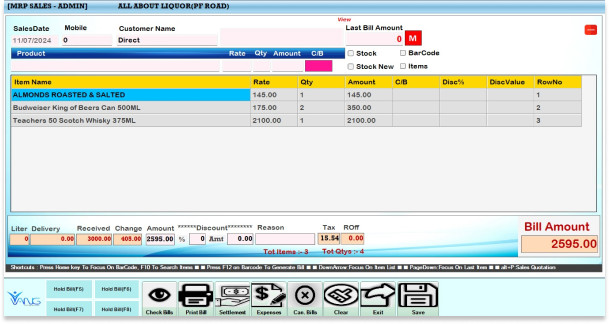 [MRP SALES - ADMIN] ALL ABOUT LIQUOR(PF ROAD)
View
SalesDate Mobile Customer Name Last Bill Amount
11/07/2024 0 Direct 0 M
Product Rate Qty Amount C/B Stock BarCode
Stock New Items
Item Name Rate Qty Amount C/B Disc% DiscValue RowNo
ALMONDS ROASTED & SALTED 145.00 1 145.00 1
Budweiser King of Beers Can 500ML 175.00 2 350.00 2
Teachers 50 Scotch Whisky 375ML 2100.00 1 2100.00 3
Liter Delivery Received Change Amount ******Discount******** Reason Tax ROff Bill Amount
0.00 3000.00 405.00 2595.00 % 0 Amt 0.00 15.54 0.00 2595.00
Tot Items :- 3 Tot Qtys :- 4
Shortcuts : Press Home key To Focus On BarCode, F10 To Search Items ■ ■ Press F12 on Barcode To Generate Bill ■ ■ DownArrow Focus On Item List ■ ■ PageDown Focus On Last Item ■ ■ alt+P Sales Quotation
Hold Bill(F5) Hold Bill(F6)
Hold Bill(F7) Hold Bill(F8)
Check Bills Print Bill Settlement Expenses Can. Bills Clear Exit Save